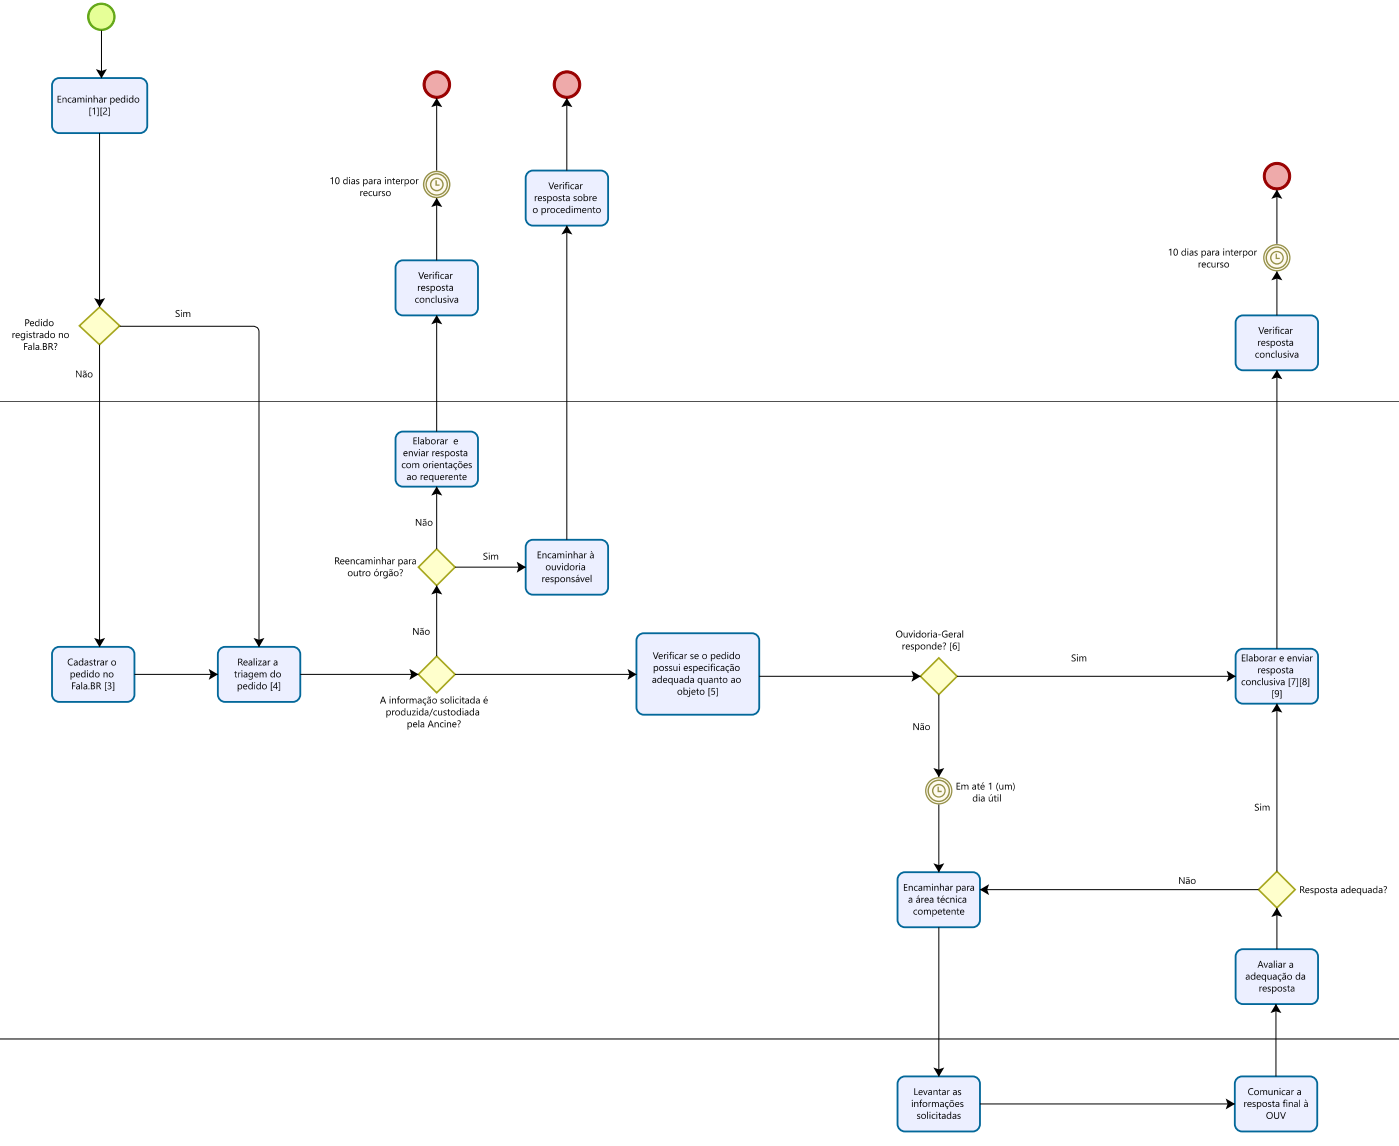 Encaminhar pedido
[1][2]
Pedido
registrado no
Fala.BR?
Sim
Não
10 dias para interpor
recurso
Verificar
resposta
conclusiva
Verificar
resposta sobre
o procedimento
10 dias para interpor
recurso
Verificar
resposta
conclusiva
Elaborar  e
enviar resposta
com orientações
ao requerente
Não
Reencaminhar para
outro órgão?
Sim
Encaminhar à
ouvidoria
responsável
Não
Cadastrar o
pedido no
Fala.BR [3]
Realizar a
triagem do
pedido [4]
A informação solicitada é
produzida/custodiada
pela Ancine?
Verificar se o pedido
possui especificação
adequada quanto ao
objeto [5]
Ouvidoria-Geral
responde? [6]
Sim
Elaborar e enviar
resposta
conclusiva [7][8]
[9]
Não
Em até 1 (um)
dia útil
Sim
Encaminhar para
a área técnica
competente
Não
Resposta adequada?
Avaliar a
adequação da
resposta
Levantar as
informações
solicitadas
Comunicar a
resposta final à
OUV